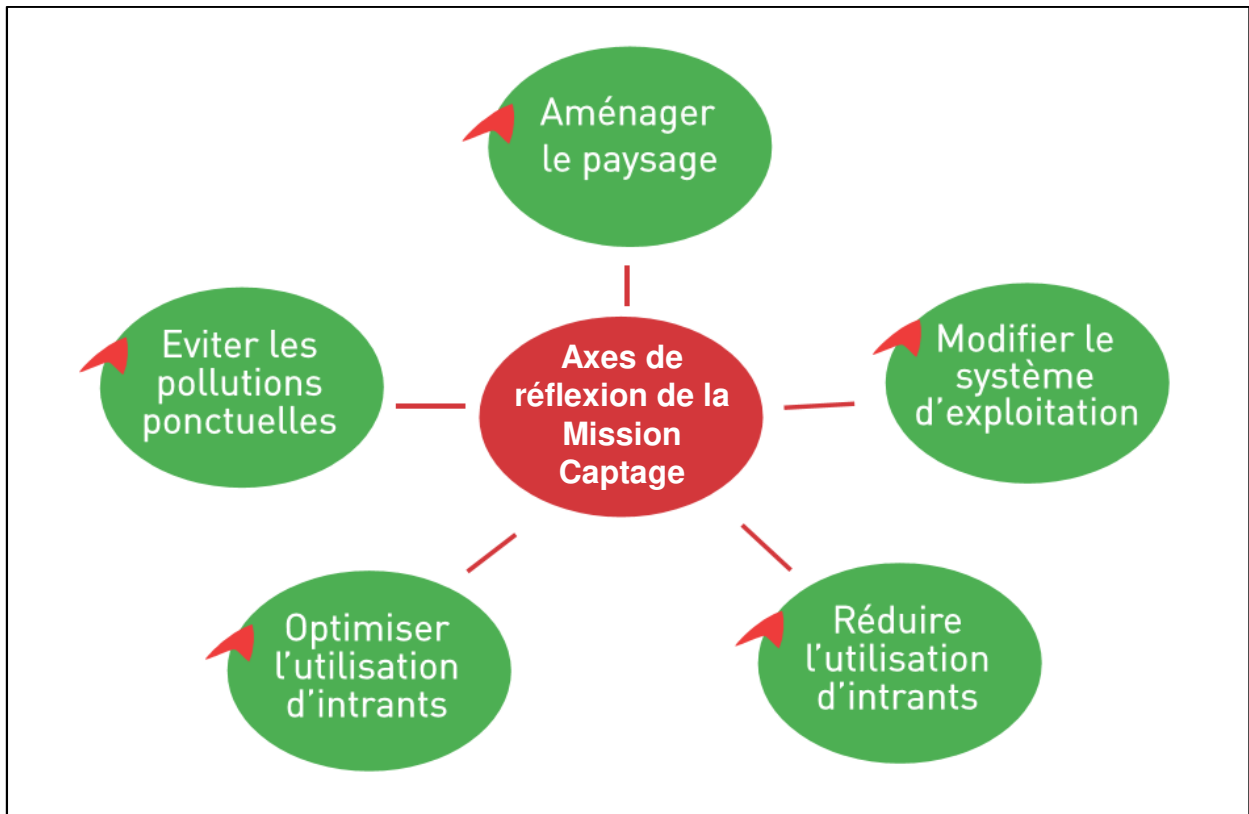 Aménager
le paysage
Eviter les
pollutions
ponctuelles
Axes de
réflexion de la
Mission
Captage
Modifier le
système
d'exploitation
Optimiser
l'utilisation
d'intrants
Réduire
l'utilisation
d'intrants